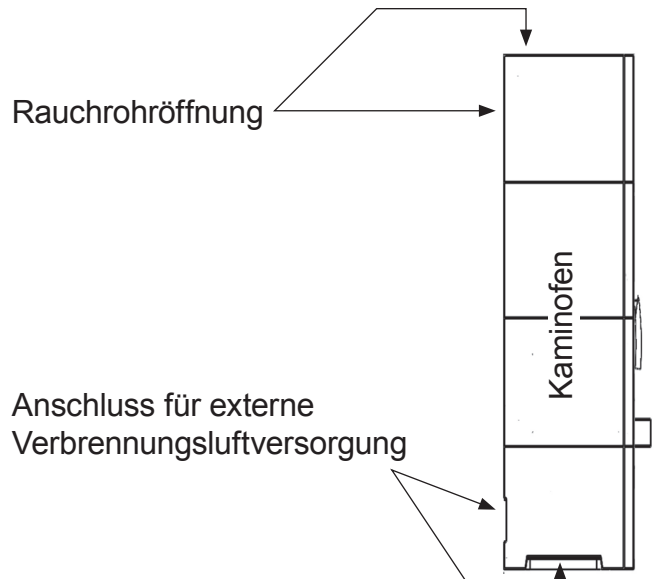 Rauchrohröffnung
Kaminofen
Anschluss für externe
Verbrennungsluftversorgung